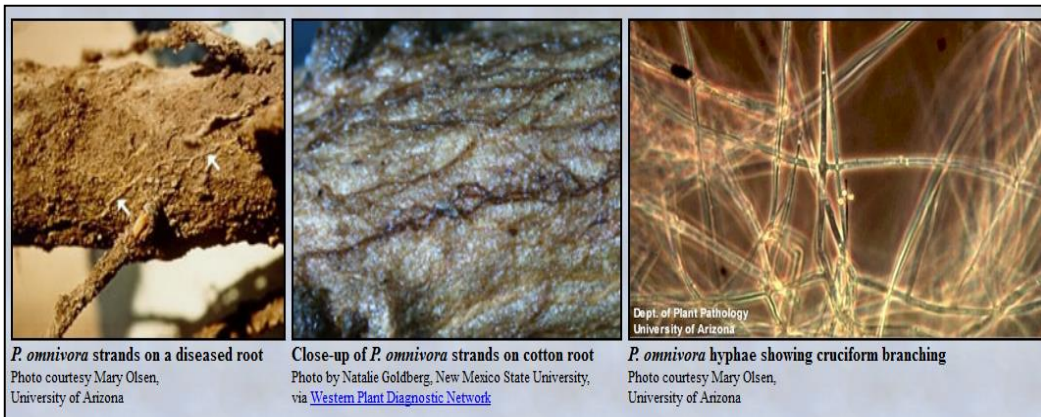 Dept. of Plant Pathology
University of Arizona
P. omnivora strands on a diseased root
Photo courtesy Mary Olsen,
University of Arizona
Close-up of P. omnivora strands on cotton root
Photo by Natalie Goldberg, New Mexico State University,
via Western Plant Diagnostic Network
P. omnivora hyphae showing cruciform branching
Photo courtesy Mary Olsen,
University of Arizona